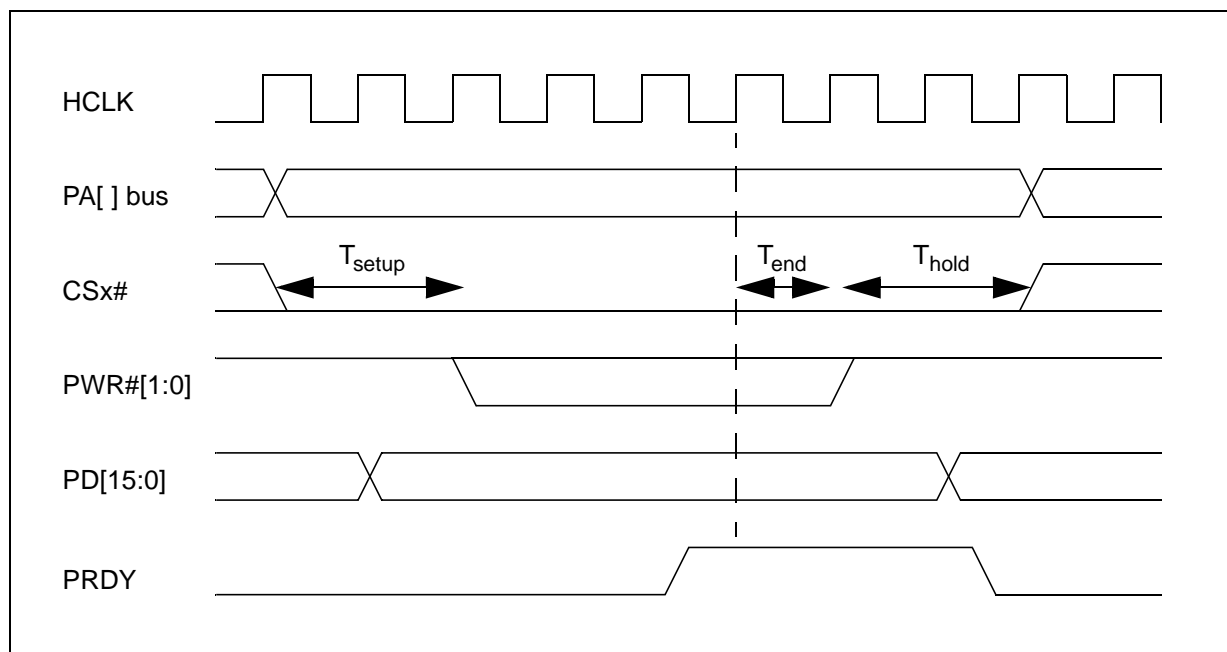 HCLK
PA[ ] bus
CSx#
Tsetup
Tend
Thold
PWR#[1:0]
PD[15:0]
PRDY